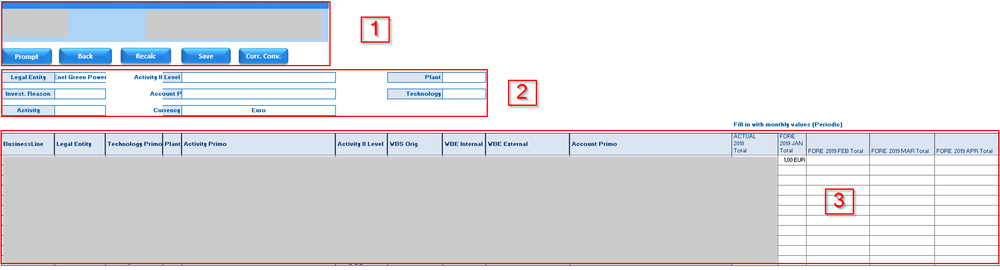 1
Prompt Back Recalc Save Curr. Conv.
Legal Entity Enel Green Power Activity II Level Plant
2
Invest. Reason Account P Technology
Activity Currency Euro
Fill in with monthly values (Periodic)
BusinessLine Legal Entity Technology Primo Plant Activity Primo Activity II Level WBS Orig WBE Internal WBE External Account Primo ACTUAL 2018 Total FORE 2019 JAN Total FORE 2019 FEB Total FORE 2019 MAR Total FORE 2019 APR Total
1,00 EUR
3